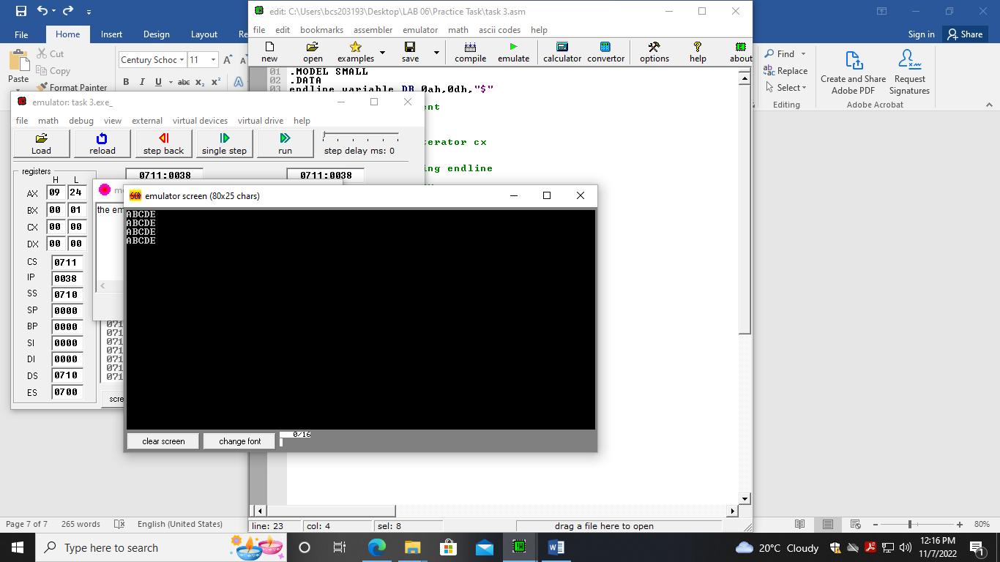 edit: C:\Users\bcs203193\Desktop\LAB 06\Practice Task\task 3.asm
File Home Insert Design Layout Re
Sign in Share
file edit bookmarks assembler emulator math ascii codes help
new open examples save compile emulate calculator convertor options help about
Paste
Cut
Copy
Format Painter
Century Schoc 11
B I U abc x₂ x² A
Find
Replace
Select
Editing
Create and Share
Adobe PDF
Request
Signatures
Adobe Acrobat
01 .MODEL SMALL
02 .DATA
03 endline_variable DB 0ah,0dh,"$"
ent
terator cx
ing endline
emulator: task 3.exe_
file math debug view external virtual devices virtual drive help
Load reload step back single step run step delay ms: 0
registers
H L
0711:0038 0711:0038
AX 09 24
BX 00 01
CX 00 00
DX 00 00
CS 0711
IP 0038
SS 0710
SP 0000
BP 0000
SI 0000
DI 0000
DS 0710
ES 0700
the em
071
071
071
071
071
071
071
scre
emulator screen (80x25 chars)
ABCDE
ABCDE
ABCDE
ABCDE
clear screen change font 0/16
line: 23 col: 4 sel: 8 drag a file here to open
Page 7 of 7 265 words English (United States) 80%
Type here to search
20°C Cloudy
12:16 PM
11/7/2022
1